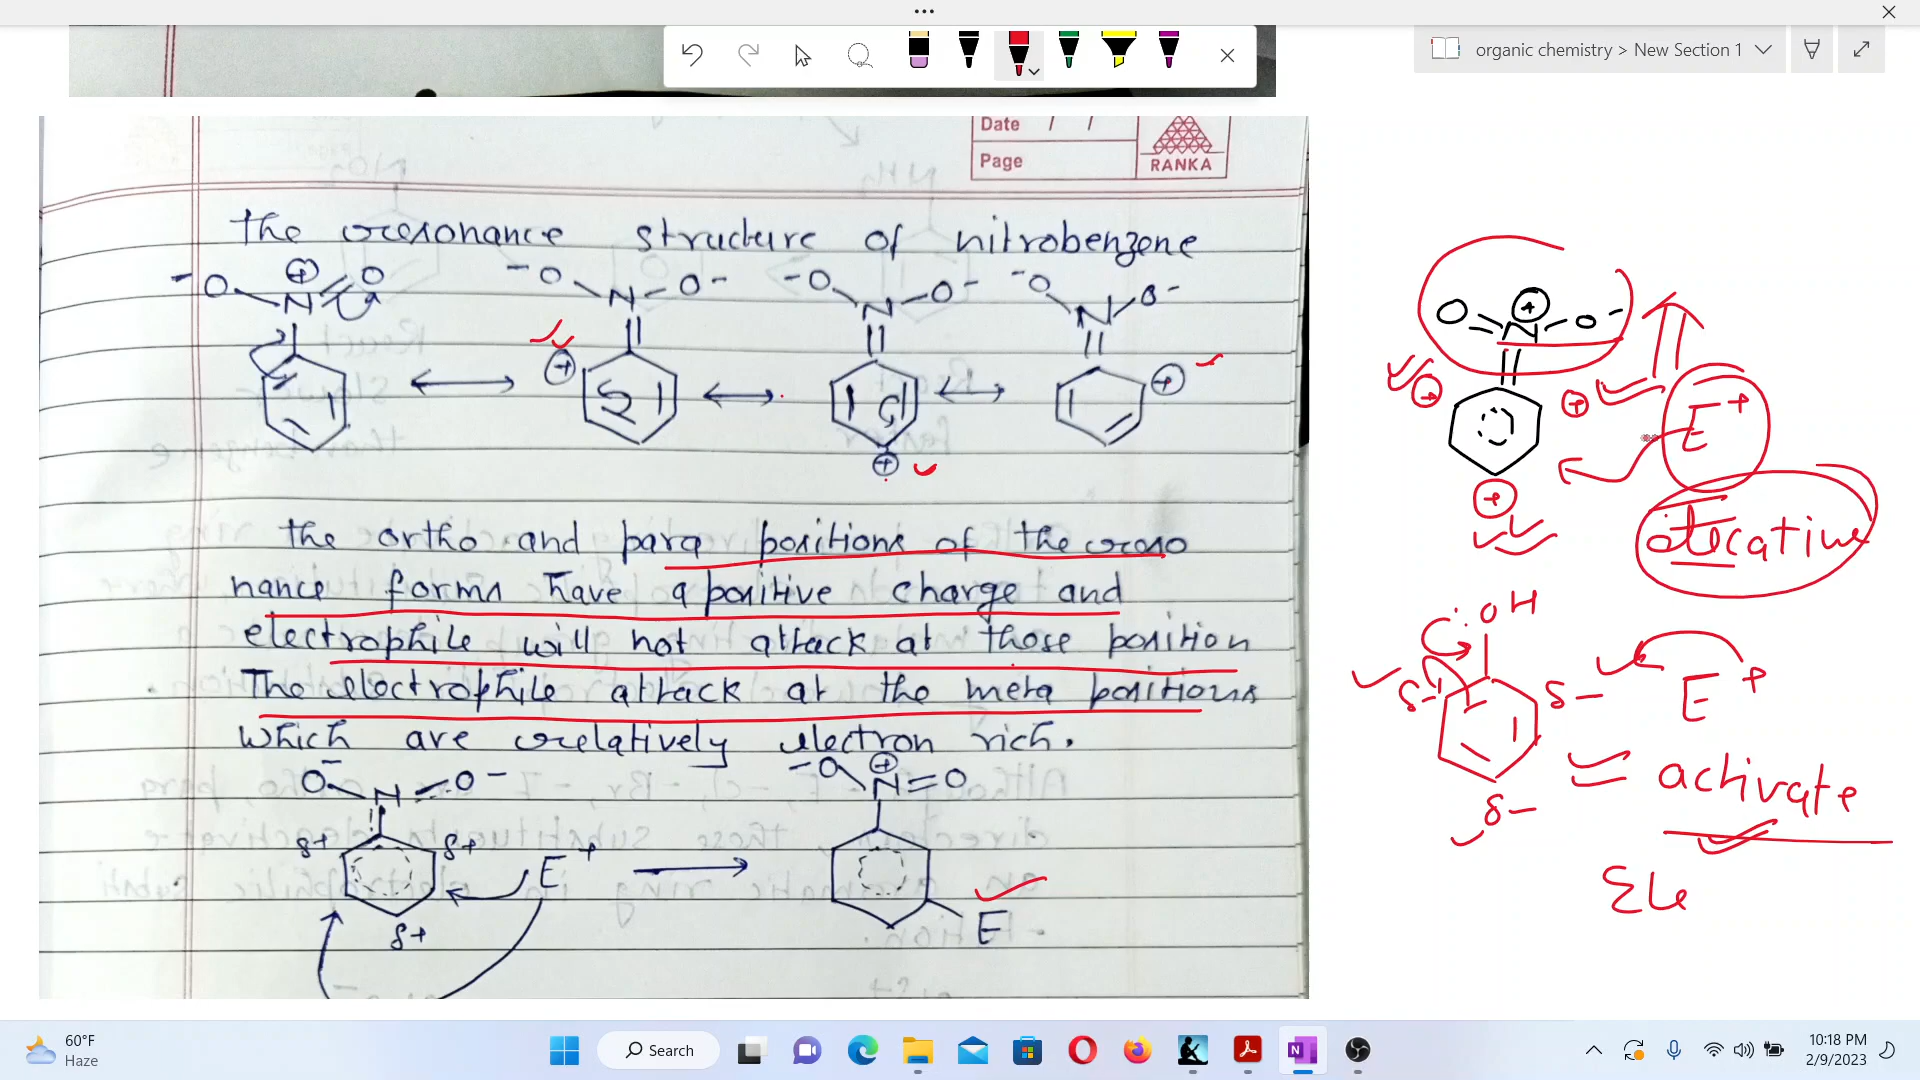 organic chemistry > New Section 1
Date / /
Page
RANKA
the resonance structure of nitrobenzene
-O N ⊕ O
-O N O-
-O N O-
-O N O-
⊕
⊕
⊕
the ortho and para positions of the reso
nance forms have a positive charge and
electrophile will not attack at those position
The electrophile attack at the meta positions
which are relatively electron rich.
O- N O-
δ+ δ+
E+
δ+
-O N ⊕ O
E
O N ⊕ O-
⊕ ⊕
⊕
E+
:OH
δ- δ-
δ-
E+
activate
Ele
60°F
Haze
Search
10:18 PM
2/9/2023